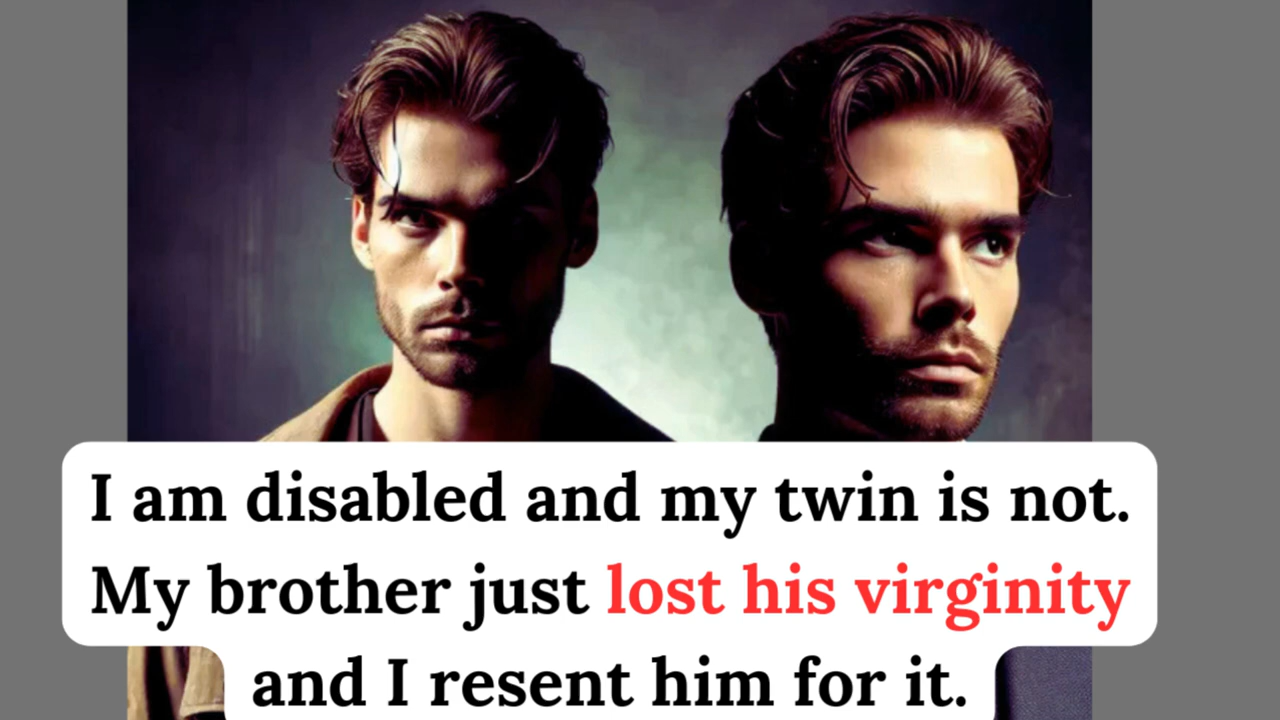 I am disabled and my twin is not.
My brother just lost his virginity
and I resent him for it.